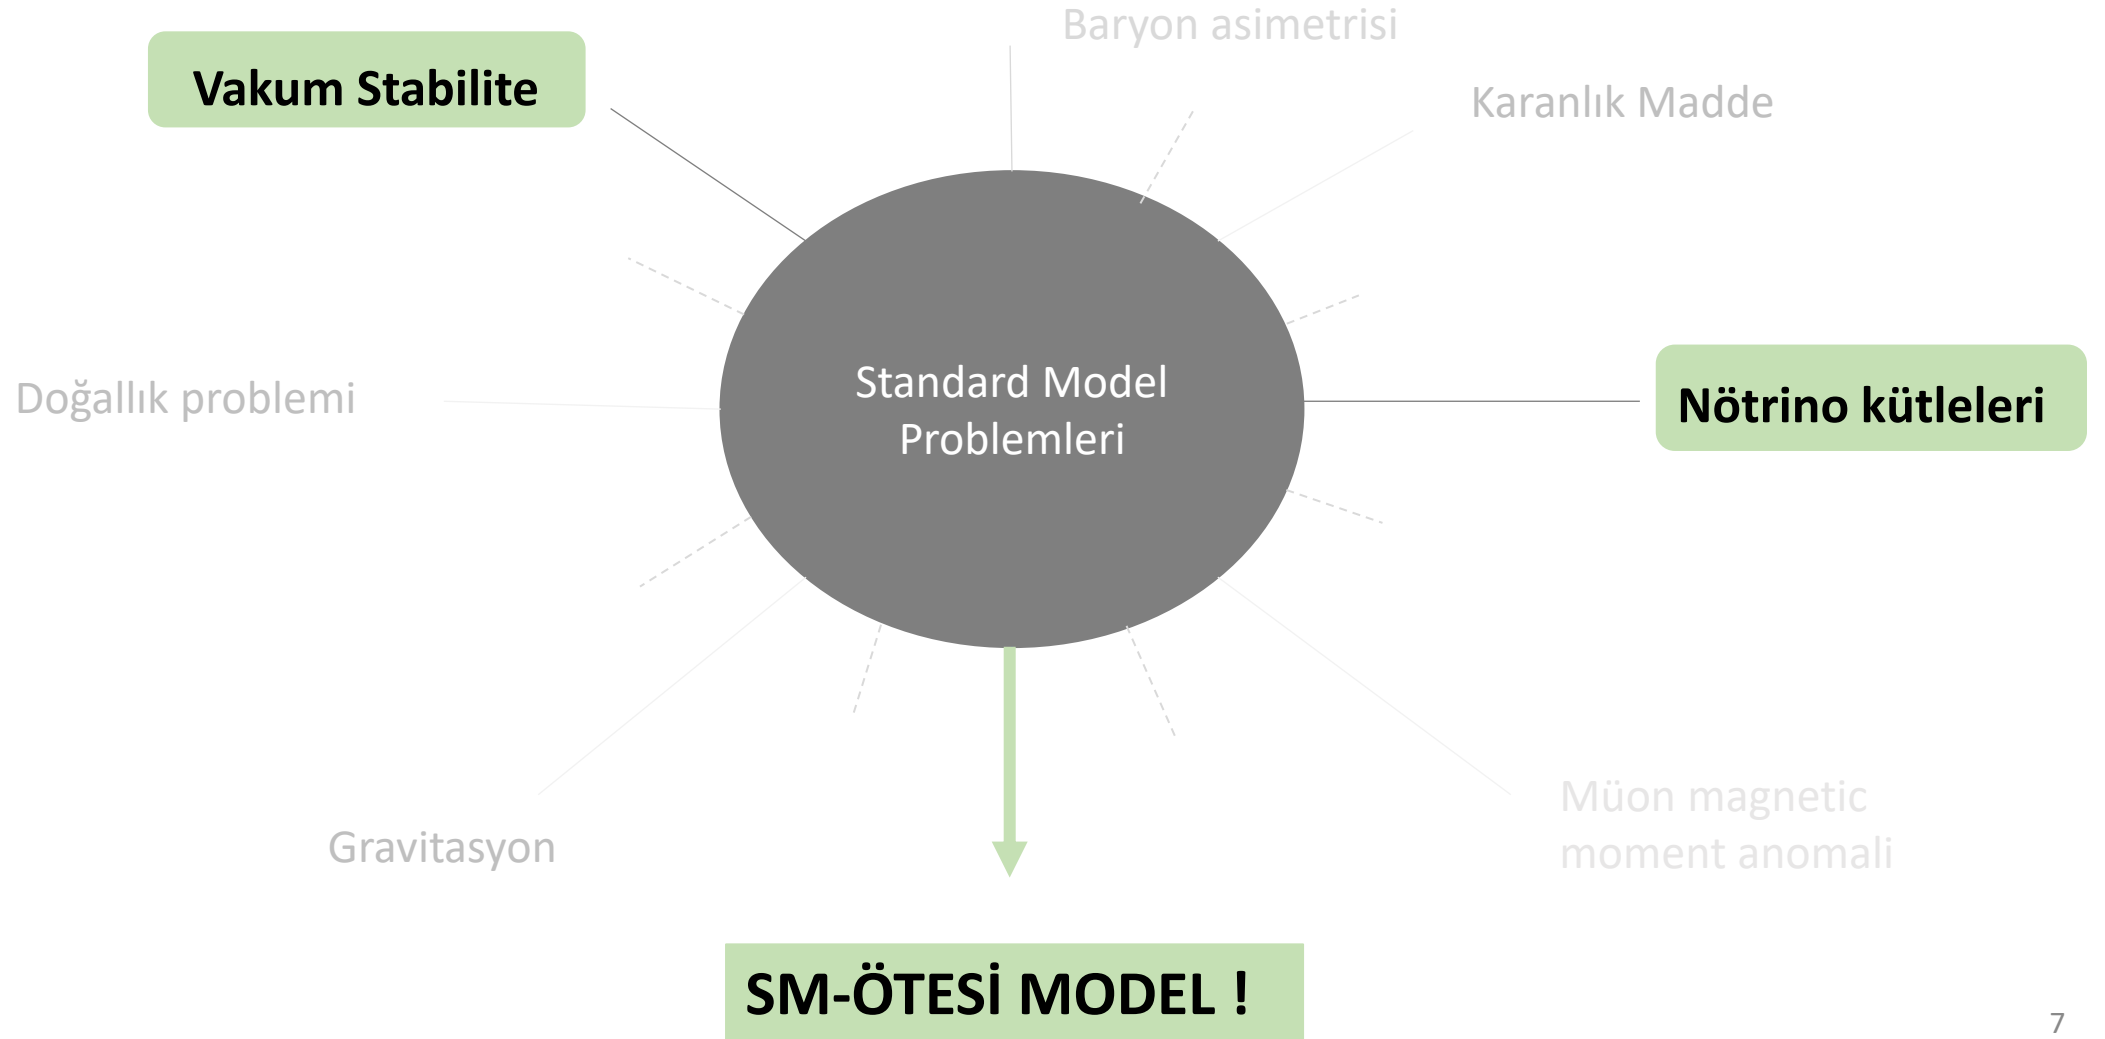 Baryon asimetrisi
Vakum Stabilite
Karanlık Madde
Doğallık problemi
Standard Model
Problemleri
Nötrino kütleleri
Gravitasyon
Müon magnetic
moment anomali
SM-ÖTESİ MODEL !
7